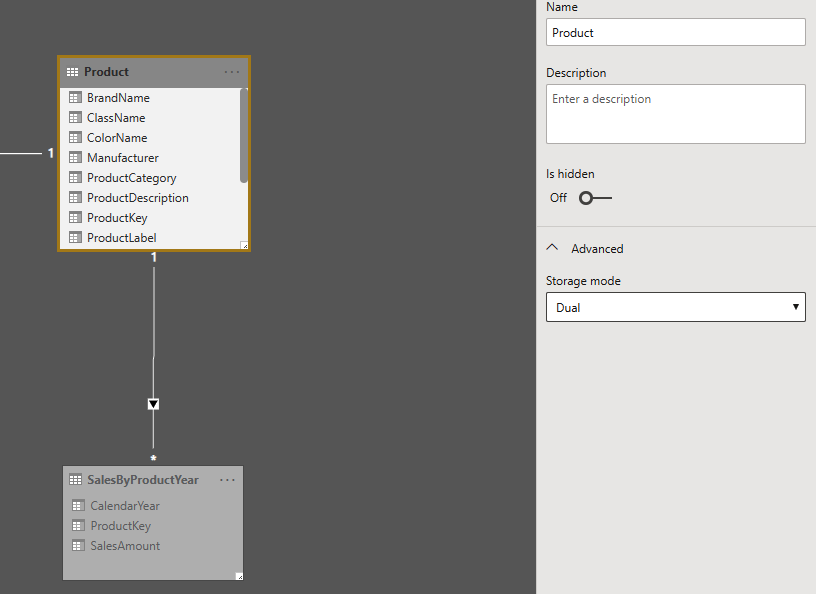 Product ...
BrandName
ClassName
ColorName
Manufacturer
ProductCategory
ProductDescription
ProductKey
ProductLabel
1
1
*
SalesByProductYear ...
CalendarYear
ProductKey
SalesAmount
Name
Product
Description
Enter a description
Is hidden
Off
Advanced
Storage mode
Dual